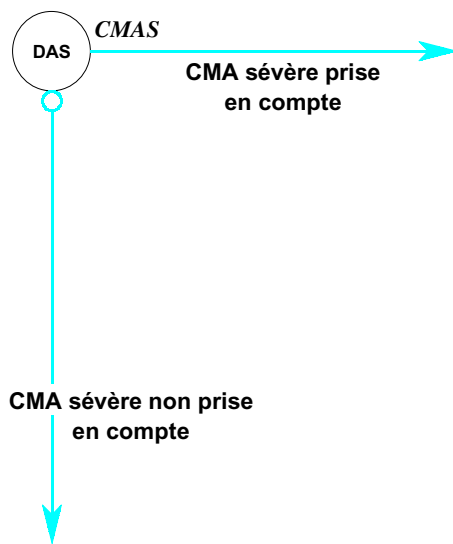 CMAS
DAS
CMA sévère prise
en compte
CMA sévère non prise
en compte